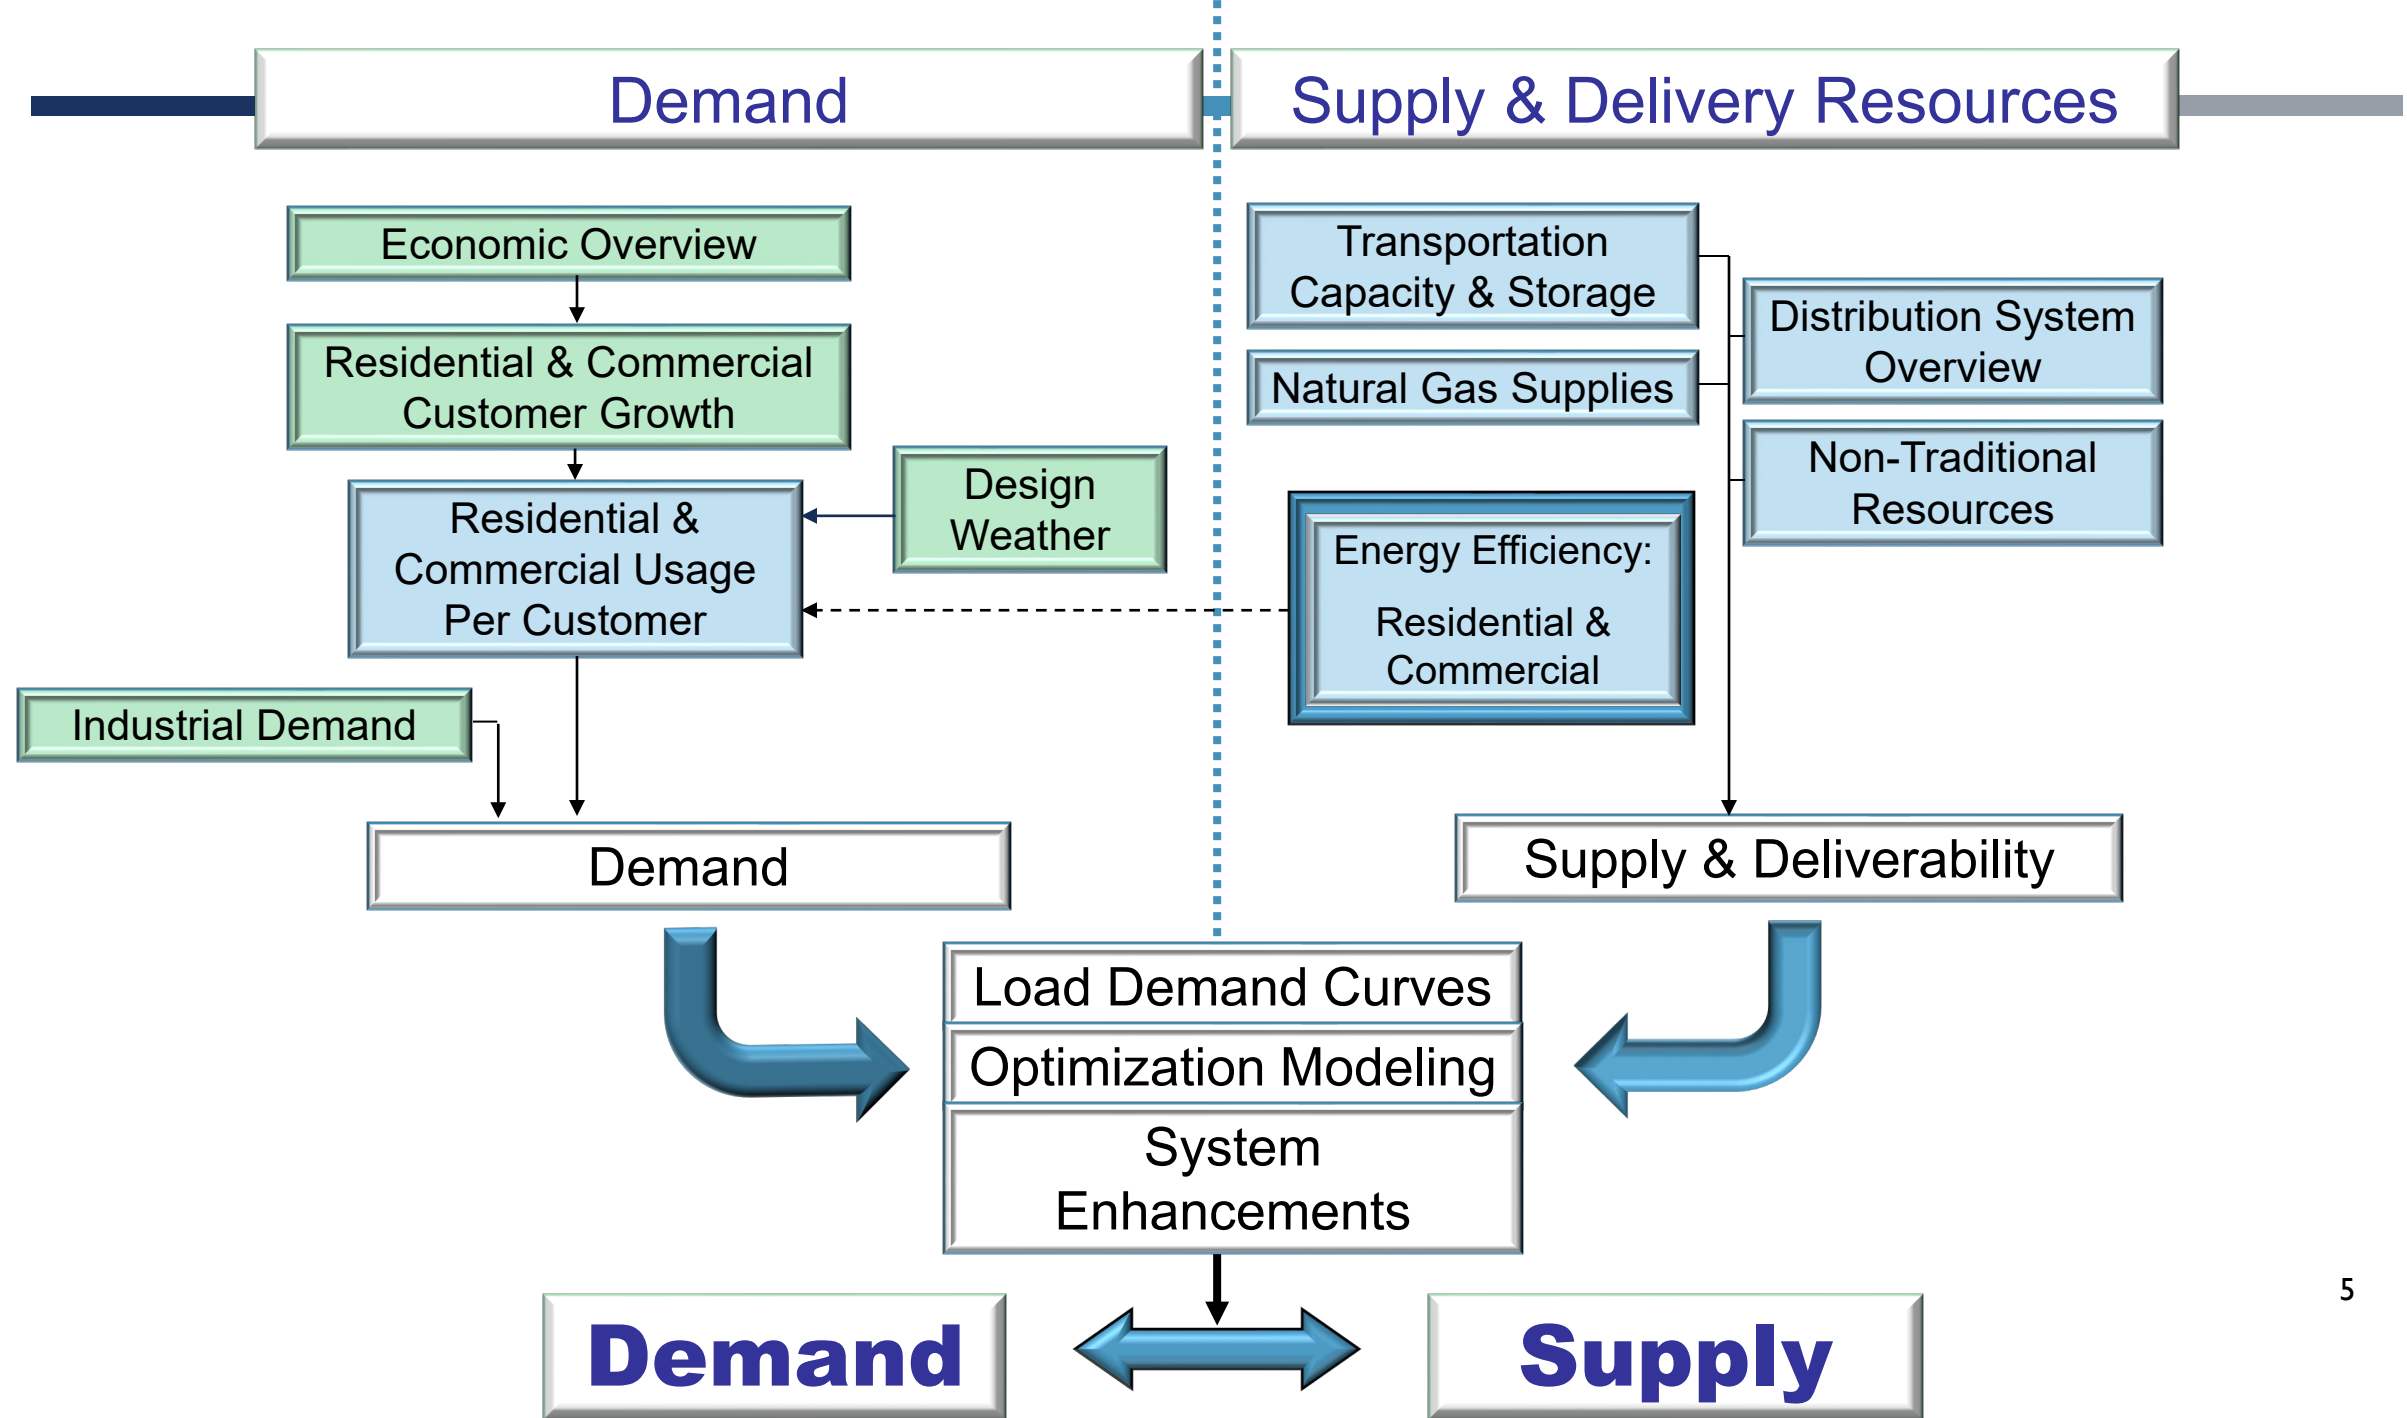 Demand
Supply & Delivery Resources
Economic Overview
Residential & Commercial
Customer Growth
Residential &
Commercial Usage
Per Customer
Design
Weather
Industrial Demand
Demand
Transportation
Capacity & Storage
Natural Gas Supplies
Distribution System
Overview
Non-Traditional
Resources
Energy Efficiency:
Residential &
Commercial
Supply & Deliverability
Load Demand Curves
Optimization Modeling
System
Enhancements
Demand
Supply
5